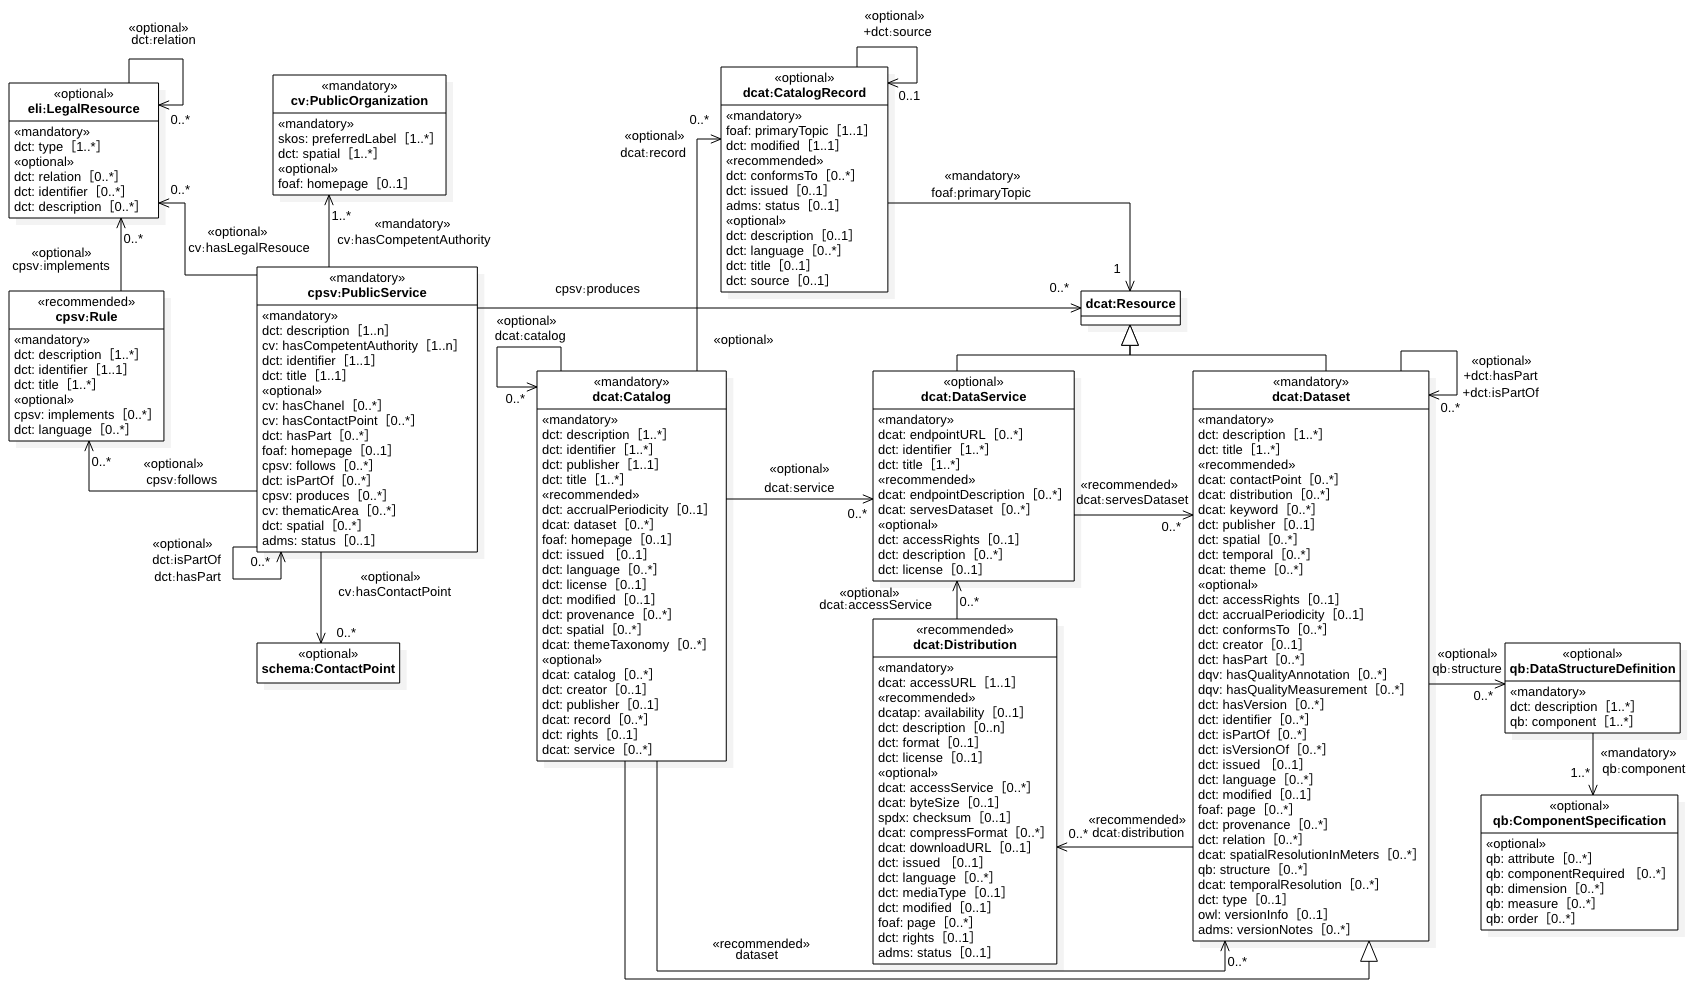 «optional»
dct:relation
«optional»
eli:LegalResource
«mandatory»
dct: type [1..*]
«optional»
dct: relation [0..*]
dct: identifier [0..*]
dct: description [0..*]
0..*
0..*
«mandatory»
cv:PublicOrganization
«mandatory»
skos: preferredLabel [1..*]
dct: spatial [1..*]
«optional»
foaf: homepage [0..1]
1..*
«mandatory»
cv:hasCompetentAuthority
«optional»
cv:hasLegalResouce
«optional»
cpsv:implements
0..*
«recommended»
cpsv:Rule
«mandatory»
dct: description [1..*]
dct: identifier [1..1]
dct: title [1..*]
«optional»
cpsv: implements [0..*]
dct: language [0..*]
0..*
«optional»
cpsv:follows
«mandatory»
cpsv:PublicService
«mandatory»
dct: description [1..n]
cv: hasCompetentAuthority [1..n]
dct: identifier [1..1]
dct: title [1..1]
«optional»
cv: hasChanel [0..*]
cv: hasContactPoint [0..*]
dct: hasPart [0..*]
foaf: homepage [0..1]
cpsv: follows [0..*]
dct: isPartOf [0..*]
cpsv: produces [0..*]
cv: thematicArea [0..*]
dct: spatial [0..*]
adms: status [0..1]
«optional»
dct:isPartOf
dct:hasPart
0..*
«optional»
cv:hasContactPoint
0..*
«optional»
schema:ContactPoint
«optional»
+dct:source
0..1
«optional»
dcat:CatalogRecord
«mandatory»
foaf: primaryTopic [1..1]
dct: modified [1..1]
«recommended»
dct: conformsTo [0..*]
dct: issued [0..1]
adms: status [0..1]
«optional»
dct: description [0..1]
dct: language [0..*]
dct: title [0..1]
dct: source [0..1]
0..*
«optional»
dcat:record
«mandatory»
foaf:primaryTopic
1
cpsv:produces
0..*
dcat:Resource
«optional»
«optional»
dcat:catalog
0..*
«mandatory»
dcat:Catalog
«mandatory»
dct: description [1..*]
dct: identifier [1..*]
dct: publisher [1..1]
dct: title [1..*]
«recommended»
dct: accrualPeriodicity [0..1]
dcat: dataset [0..*]
foaf: homepage [0..1]
dct: issued [0..1]
dct: language [0..*]
dct: license [0..1]
dct: modified [0..1]
dct: provenance [0..*]
dct: spatial [0..*]
dcat: themeTaxonomy [0..*]
«optional»
dcat: catalog [0..*]
dct: creator [0..1]
dct: publisher [0..1]
dcat: record [0..*]
dct: rights [0..1]
dcat: service [0..*]
«optional»
dcat:service
0..*
«optional»
dcat:DataService
«mandatory»
dcat: endpointURL [0..*]
dct: identifier [1..*]
dct: title [1..*]
«recommended»
dcat: endpointDescription [0..*]
dcat: servesDataset [0..*]
«optional»
dct: accessRights [0..1]
dct: description [0..*]
dct: license [0..1]
«recommended»
dcat:servesDataset
0..*
«optional»
dcat:accessService
0..*
«recommended»
dcat:Distribution
«mandatory»
dcat: accessURL [1..1]
«recommended»
dcatap: availability [0..1]
dct: description [0..n]
dct: format [0..1]
dct: license [0..1]
«optional»
dcat: accessService [0..*]
dcat: byteSize [0..1]
spdx: checksum [0..1]
dcat: compressFormat [0..*]
dcat: downloadURL [0..1]
dct: issued [0..1]
dct: language [0..*]
dct: mediaType [0..1]
dct: modified [0..1]
foaf: page [0..*]
dct: rights [0..1]
adms: status [0..1]
«recommended»
0..* dcat:distribution
«recommended»
dataset
0..*
«optional»
+dct:hasPart
+dct:isPartOf
0..*
«mandatory»
dcat:Dataset
«mandatory»
dct: description [1..*]
dct: title [1..*]
«recommended»
dcat: contactPoint [0..*]
dcat: distribution [0..*]
dcat: keyword [0..*]
dct: publisher [0..1]
dct: spatial [0..*]
dct: temporal [0..*]
dcat: theme [0..*]
«optional»
dct: accessRights [0..1]
dct: accrualPeriodicity [0..1]
dct: conformsTo [0..*]
dct: creator [0..1]
dct: hasPart [0..*]
dqv: hasQualityAnnotation [0..*]
dqv: hasQualityMeasurement [0..*]
dct: hasVersion [0..*]
dct: identifier [0..*]
dct: isPartOf [0..*]
dct: isVersionOf [0..*]
dct: issued [0..1]
dct: language [0..*]
dct: modified [0..1]
foaf: page [0..*]
dct: provenance [0..*]
dct: relation [0..*]
dcat: spatialResolutionInMeters [0..*]
qb: structure [0..*]
dcat: temporalResolution [0..*]
dct: type [0..1]
owl: versionInfo [0..1]
adms: versionNotes [0..*]
«optional»
qb:structure
0..*
«optional»
qb:DataStructureDefinition
«mandatory»
dct: description [1..*]
qb: component [1..*]
«mandatory»
qb:component
1..*
«optional»
qb:ComponentSpecification
«optional»
qb: attribute [0..*]
qb: componentRequired [0..*]
qb: dimension [0..*]
qb: measure [0..*]
qb: order [0..*]